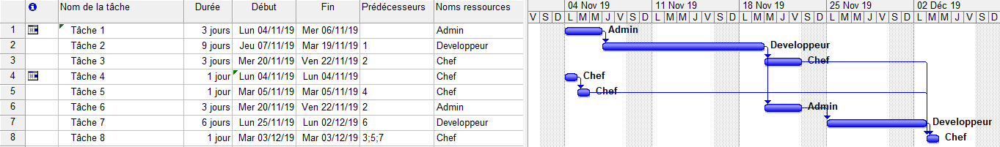 Nom de la tâche Durée Début Fin Prédécesseurs Noms ressources
1 Tâche 1 3 jours Lun 04/11/19 Mer 06/11/19 Admin
2 Tâche 2 9 jours Jeu 07/11/19 Mar 19/11/19 1 Developpeur
3 Tâche 3 3 jours Mer 20/11/19 Ven 22/11/19 2 Chef
4 Tâche 4 1 jour Lun 04/11/19 Lun 04/11/19 Chef
5 Tâche 5 1 jour Mar 05/11/19 Mar 05/11/19 4 Chef
6 Tâche 6 3 jours Mer 20/11/19 Ven 22/11/19 2 Admin
7 Tâche 7 6 jours Lun 25/11/19 Lun 02/12/19 6 Developpeur
8 Tâche 8 1 jour Mar 03/12/19 Mar 03/12/19 3;5;7 Chef
04 Nov 19 11 Nov 19 18 Nov 19 25 Nov 19 02 Déc 19
V S D L M M J V S D L M M J V S D L M M J V S D L M M J V S D L M M J V S D
Admin
Developpeur
Chef
Chef
Chef
Admin
Developpeur
Chef